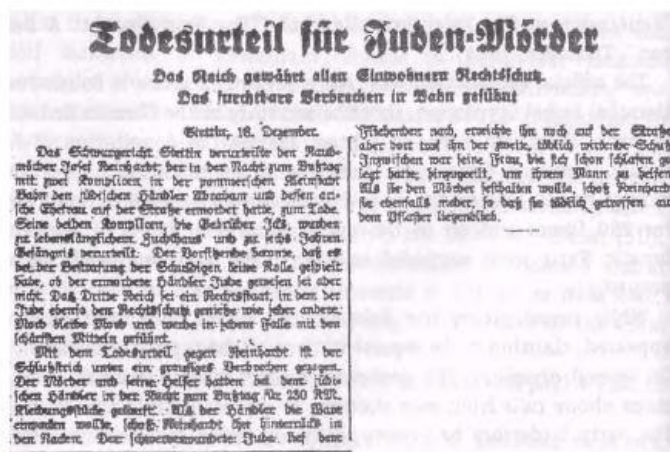 Todesurteil für Juden-Mörder
Das Reich gewährt allen Einwohnern Rechtschutz.
Das furchtbare Verbrechen in Bahn gesühnt.
Stettin, 16. Dezember.
Das Schwurgericht Stettin verurteilte den Raub-
mörder Josef Reinhardt, der in der Nacht zum Bußtag
mit zwei Komplicen in der pommerschen Kleinstadt
Bahn den jüdischen Händler Abraham und dessen ari-
sche Ehefrau auf der Straße ermordet hatte, zum Tode.
Seine beiden Komplicen, die Gebrüder wurden
zu lebenslänglichem Zuchthaus und zu sechs Jahren
Gefängnis verurteilt. Der Vorsitzende betonte, daß es
bei der Bestrafung der Schuldigen keine Rolle gespielt
habe, ob der ermordete Händler Jude gewesen sei oder
nicht. Das Dritte Reich sei ein Rechtsstaat, in dem der
Jude ebenso den Rechtsschutz genieße wie jeder andere.
Mord bleibe Mord und werde in jedem Falle mit den
schärfsten Mitteln gesühnt.
Mit dem Todesurteil gegen Reinhardt ist der
Schlußstrich unter ein grausiges Verbrechen gezogen.
Der Mörder und seine Helfer hatten bei dem jüdi-
schen Händler in der Nacht zum Bußtag für 230 RM.
Kleidungsstücke gekauft. Als der Händler die Ware
einpacken wollte, schoß Reinhardt ihm hinterrücks in
den Nacken. Der schwerverwundete Jude lief dem
Fliehenden nach, erreichte ihn noch auf der Straße,
aber dort traf ihn der zweite, tödlich wirkende Schuß.
Inzwischen war seine Frau, die sich schon schlafen ge-
legt hatte, hinzugeeilt, um ihrem Mann zu helfen.
Als sie den Mörder festhalten wollte, schoß Reinhardt
sie ebenfalls nieder, so daß sie tödlich getroffen auf
dem Pflaster liegenblieb.